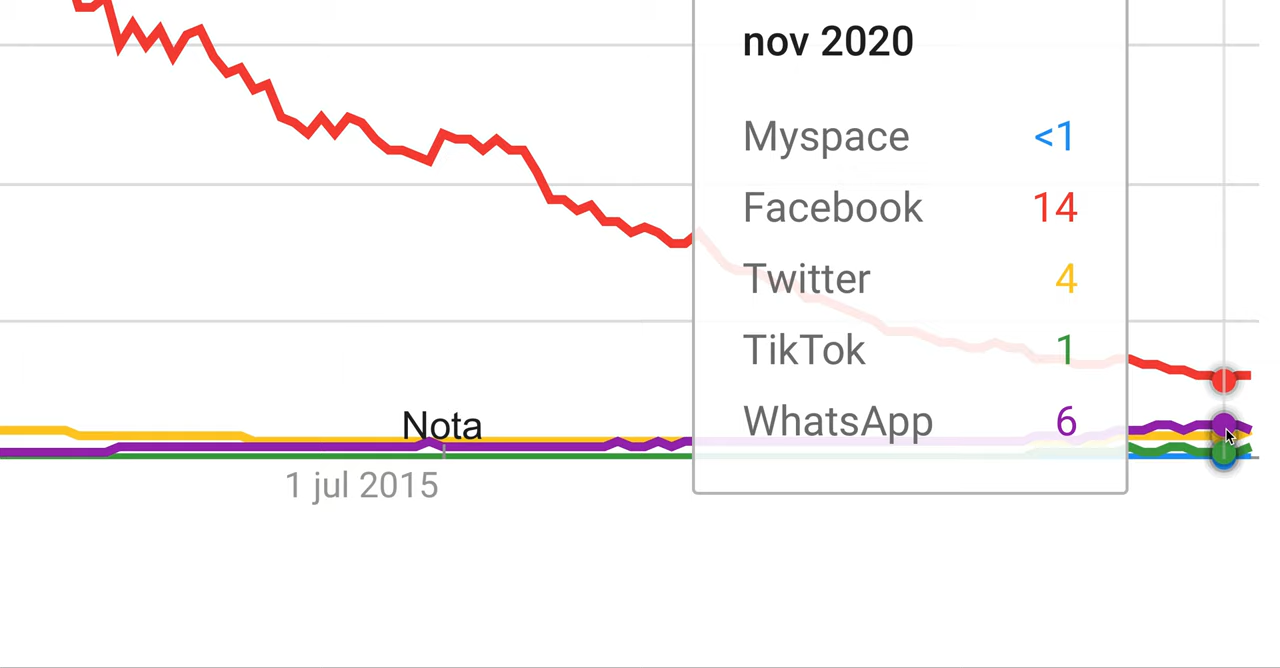 nov 2020
Myspace <1
Facebook 14
Twitter 4
TikTok 1
WhatsApp 6
Nota
1 jul 2015